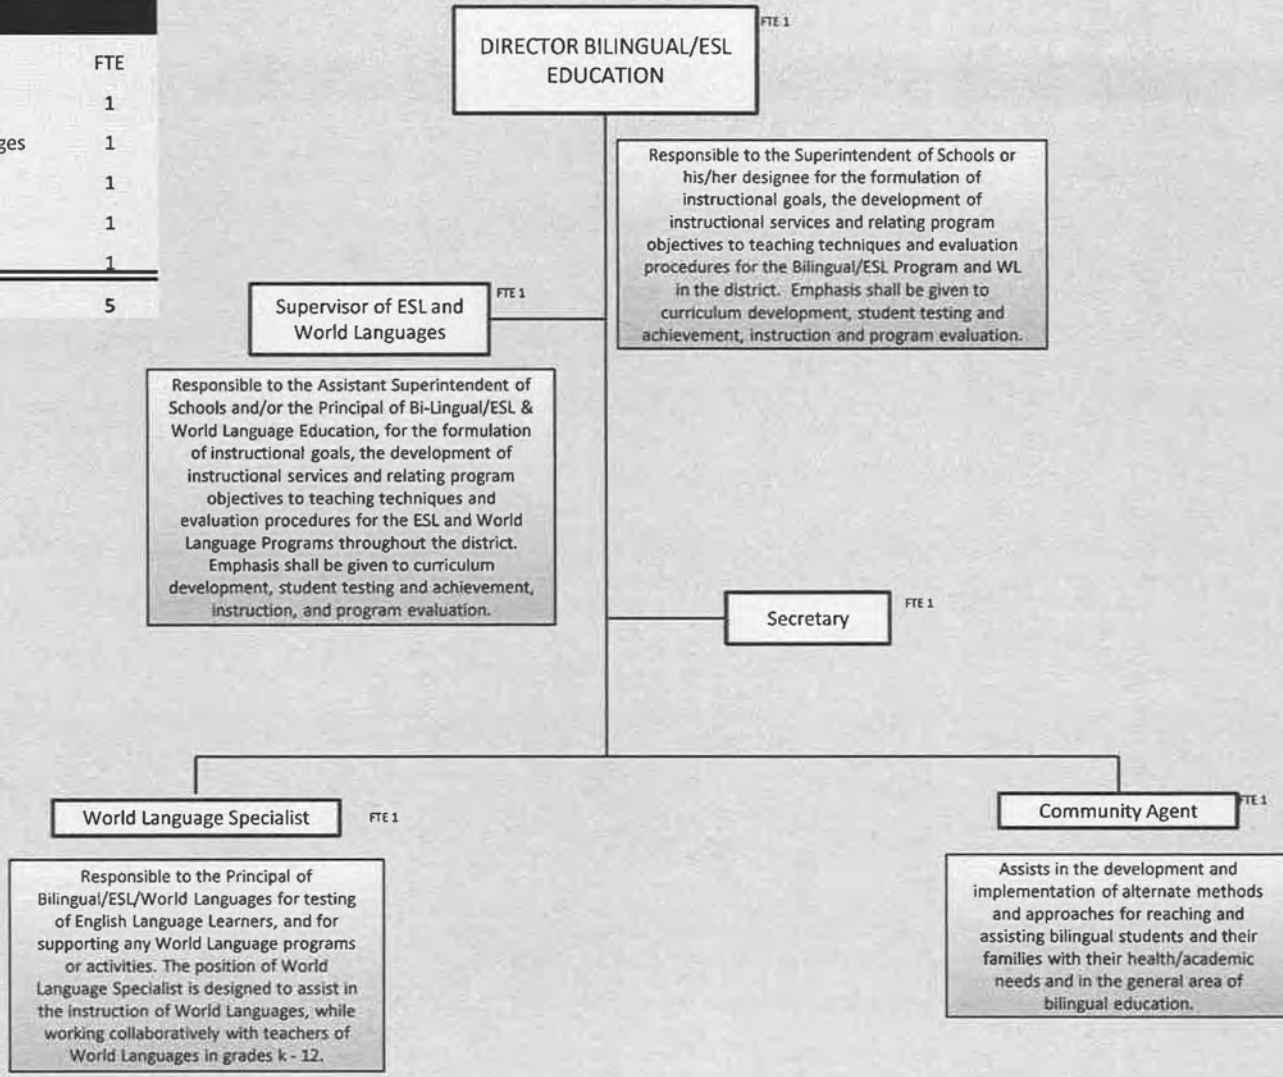 FTE
1
ges 1
1
1
1
5
FTE 1
DIRECTOR BILINGUAL/ESL
EDUCATION
Responsible to the Superintendent of Schools or
his/her designee for the formulation of
instructional goals, the development of
instructional services and relating program
objectives to teaching techniques and evaluation
procedures for the Bilingual/ESL Program and WL
in the district. Emphasis shall be given to
curriculum development, student testing and
achievement, instruction and program evaluation.
Supervisor of ESL and
World Languages
FTE 1
Responsible to the Assistant Superintendent of
Schools and/or the Principal of Bi-Lingual/ESL &
World Language Education, for the formulation
of instructional goals, the development of
instructional services and relating program
objectives to teaching techniques and
evaluation procedures for the ESL and World
Language Programs throughout the district.
Emphasis shall be given to curriculum
development, student testing and achievement,
instruction, and program evaluation.
Secretary
FTE 1
World Language Specialist
FTE 1
Responsible to the Principal of
Bilingual/ESL/World Languages for testing
of English Language Learners, and for
supporting any World Language programs
or activities. The position of World
Language Specialist is designed to assist in
the instruction of World Languages, while
working collaboratively with teachers of
World Languages in grades k - 12.
Community Agent
FTE 1
Assists in the development and
implementation of alternate methods
and approaches for reaching and
assisting bilingual students and their
families with their health/academic
needs and in the general area of
bilingual education.